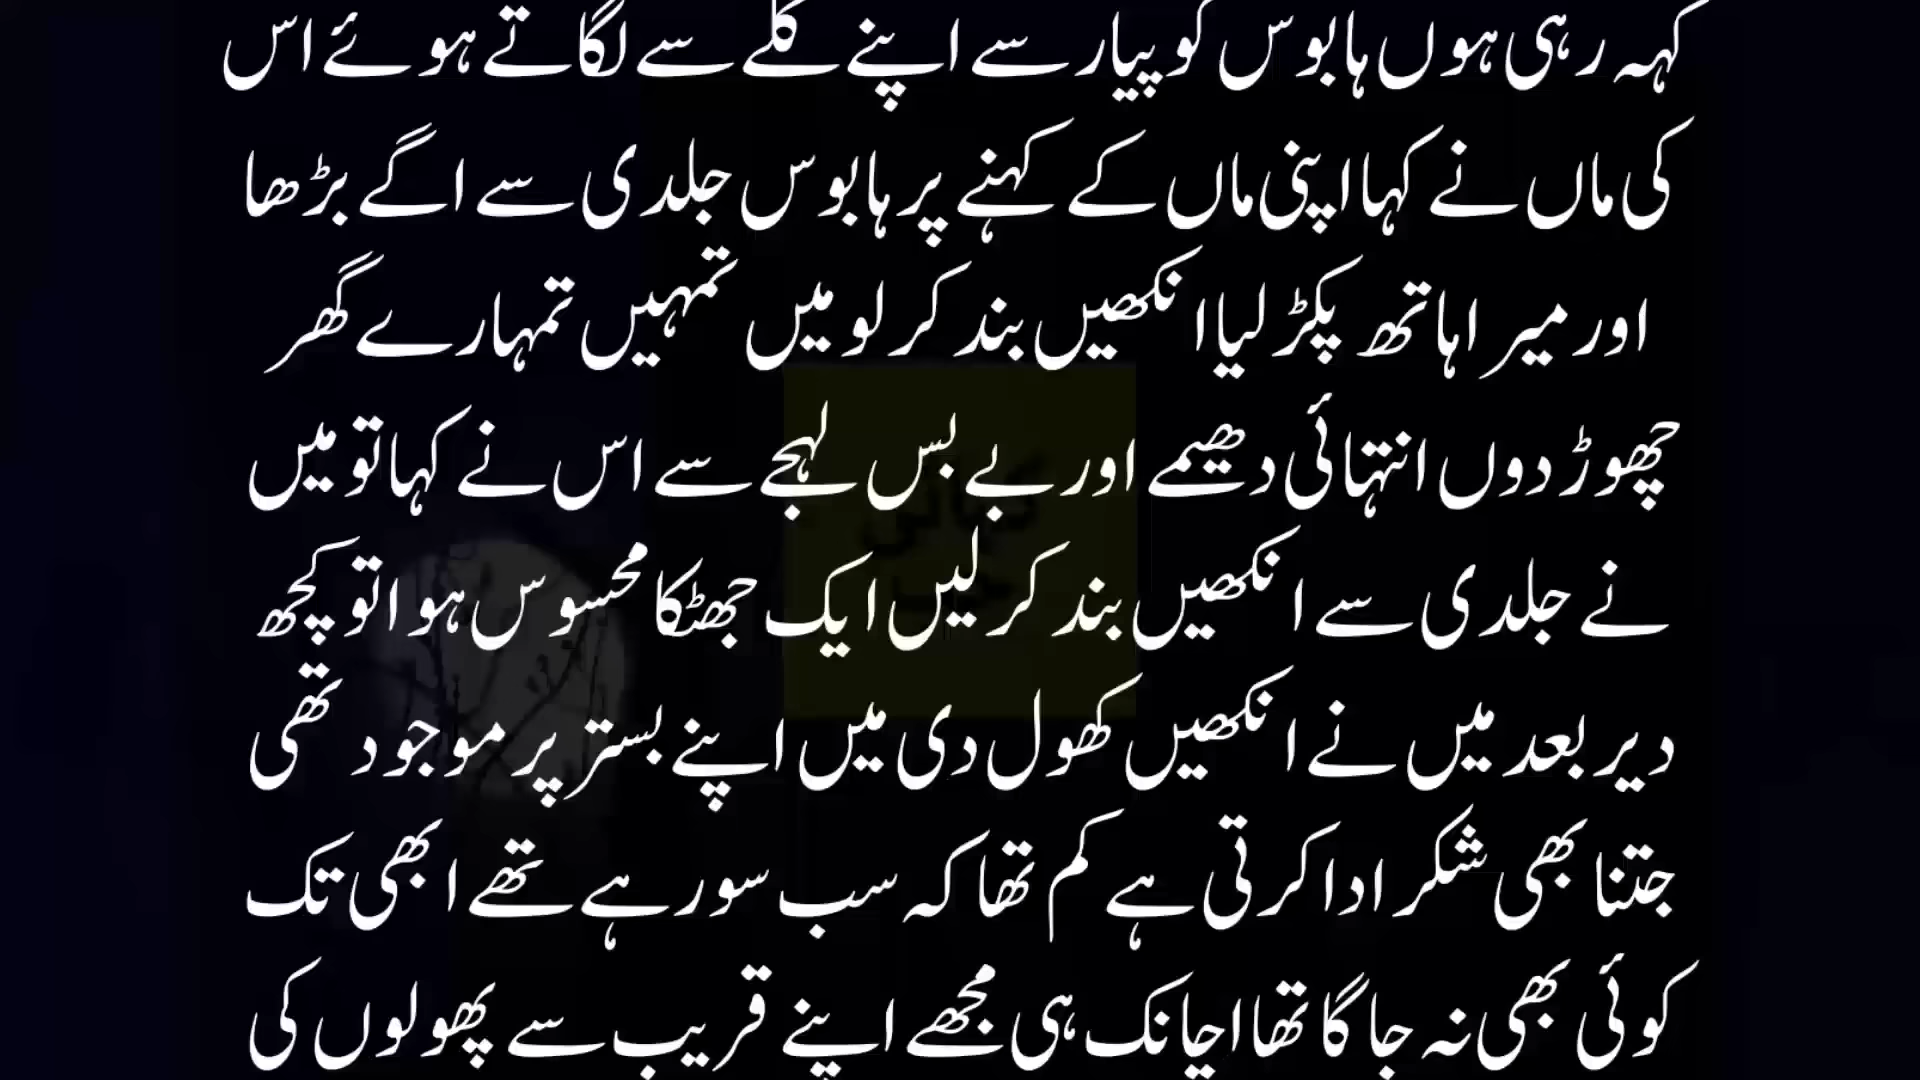 کہہ رہی ہوں ہابوس کو پیار سے اپنے گلے سے لگاتے ہوئے اس
کی ماں نے کہا اپنی ماں کے کہنے پر ہابوس جلدی سے اگے بڑھا
اور میرا ہاتھ پکڑ لیا انکھیں بند کر لو میں تمہیں تمہارے گھر
چھوڑ دوں انتہائی دھیمے اور بے بس لہجے سے اس نے کہا تو میں
نے جلدی سے انکھیں بند کر لیں ایک جھٹکا محسوس ہوا تو کچھ
دیر بعد میں نے انکھیں کھول دی میں اپنے بستر پر موجود تھی
جتنا بھی شکر ادا کرتی ہے کم تھا کہ سب سو رہے تھے ابھی تک
کوئی بھی نہ جاگا تھا اچانک ہی مجھے اپنے قریب سے پھولوں کی